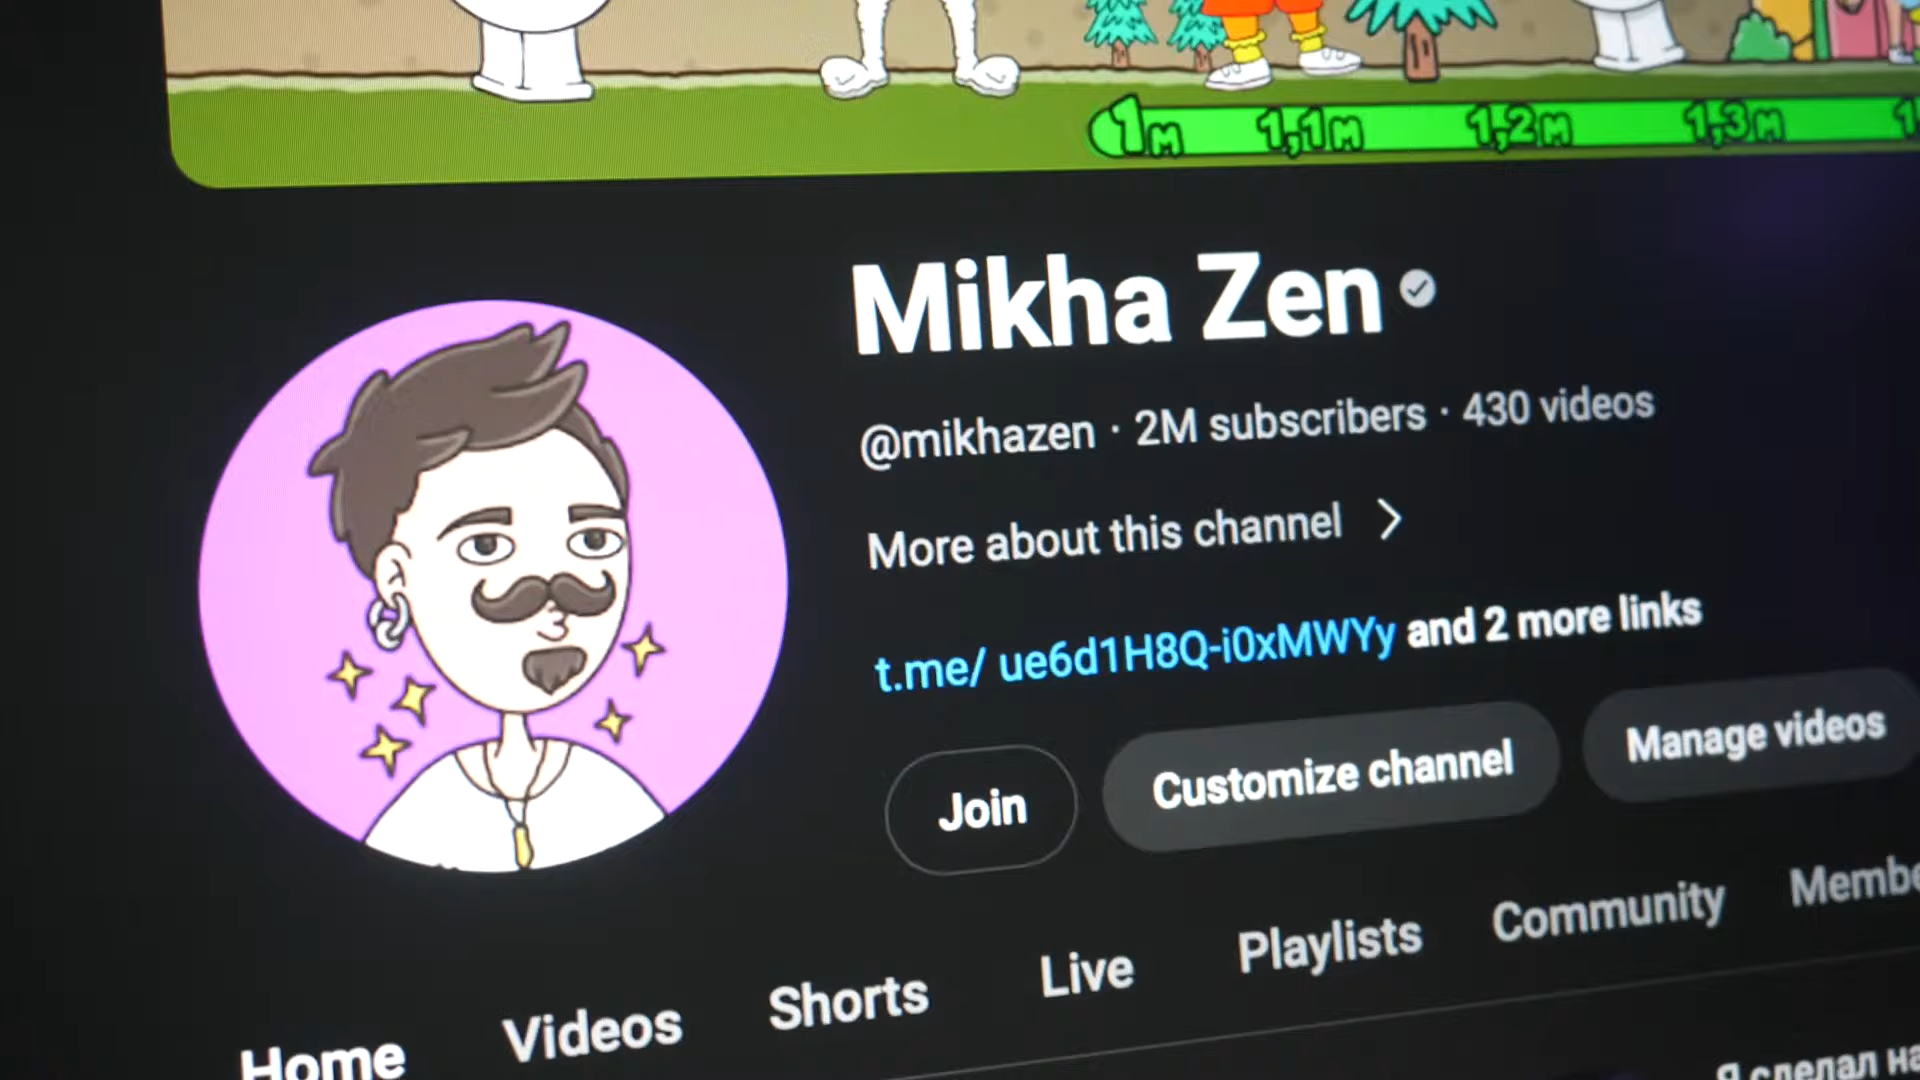 1м 1,1м 1,2м 1,3м
Mikha Zen
@mikhazen · 2M subscribers · 430 videos
More about this channel
t.me/ ue6d1H8Q-i0xMWYy and 2 more links
Join Customize channel Manage videos
Home Videos Shorts Live Playlists Community
Я сделал